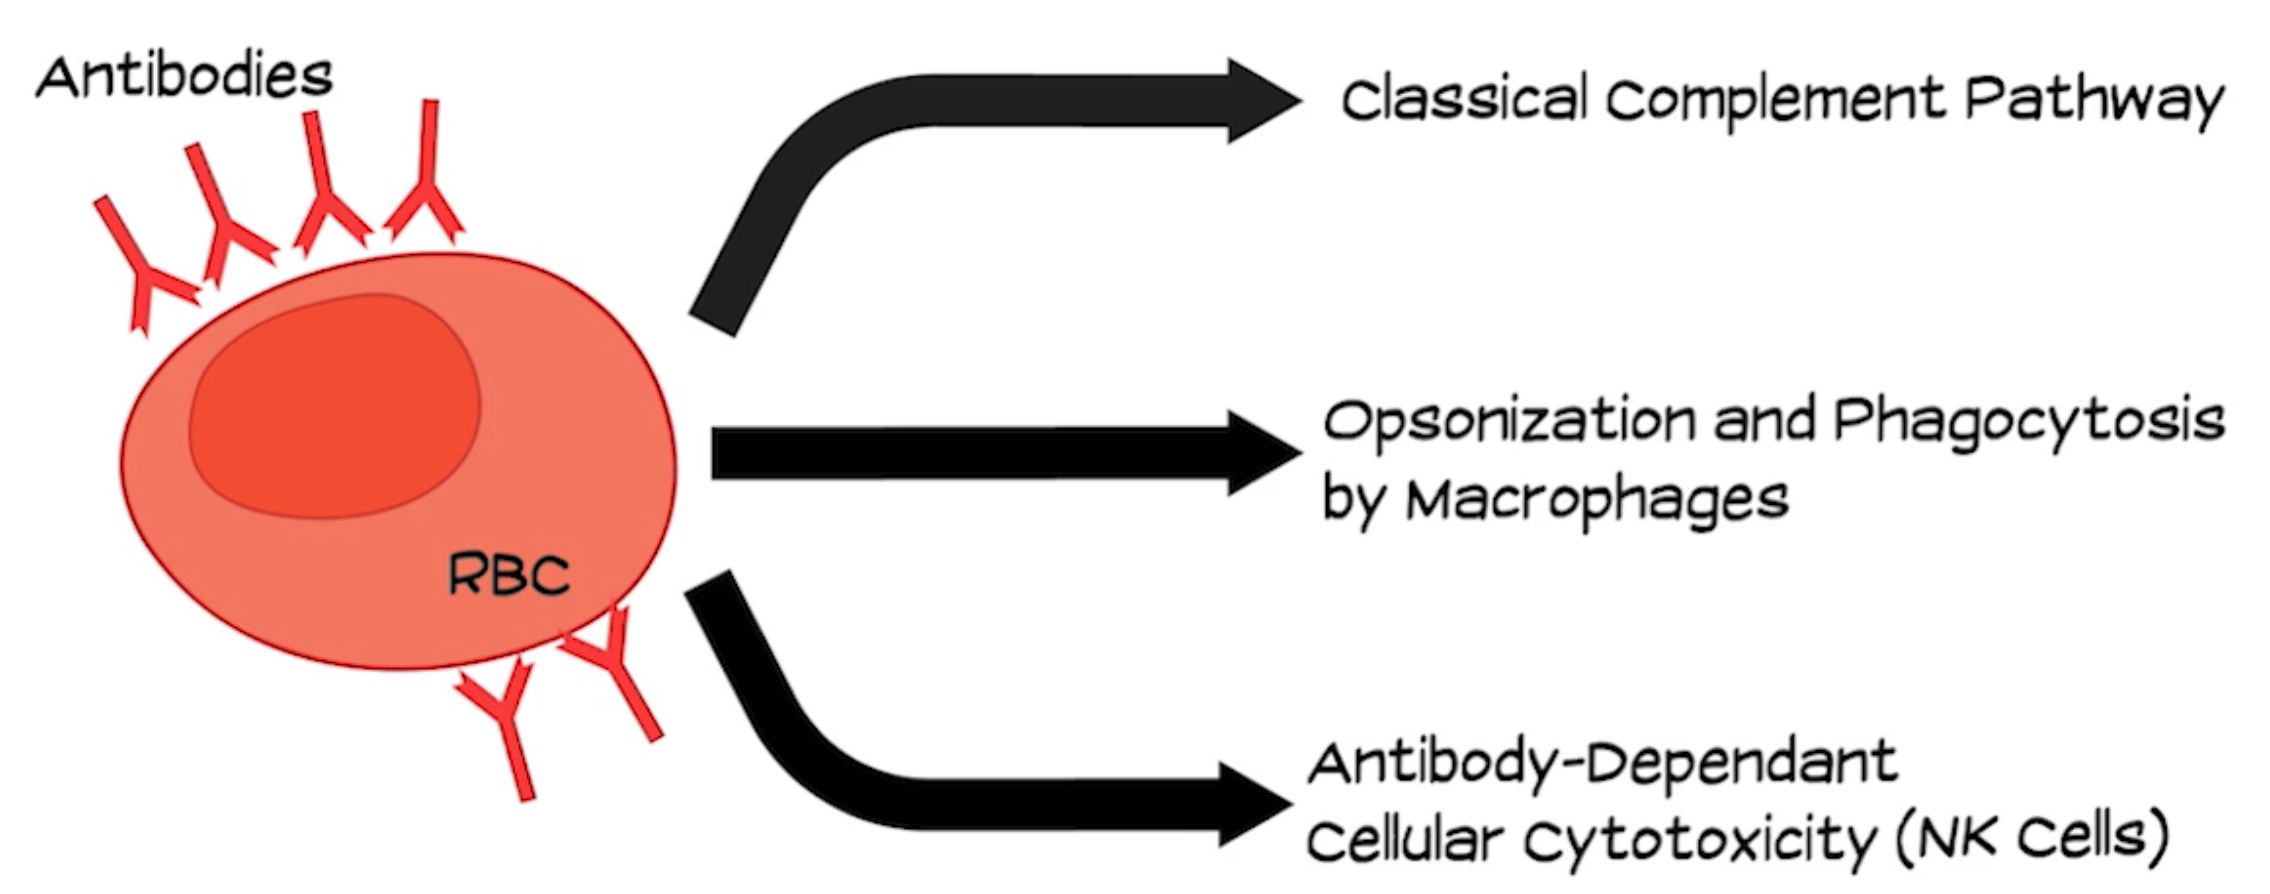 Antibodies
Classical Complement Pathway
Opsonization and Phagocytosis
by Macrophages
RBC
Antibody-Dependant
Cellular Cytotoxicity (NK Cells)